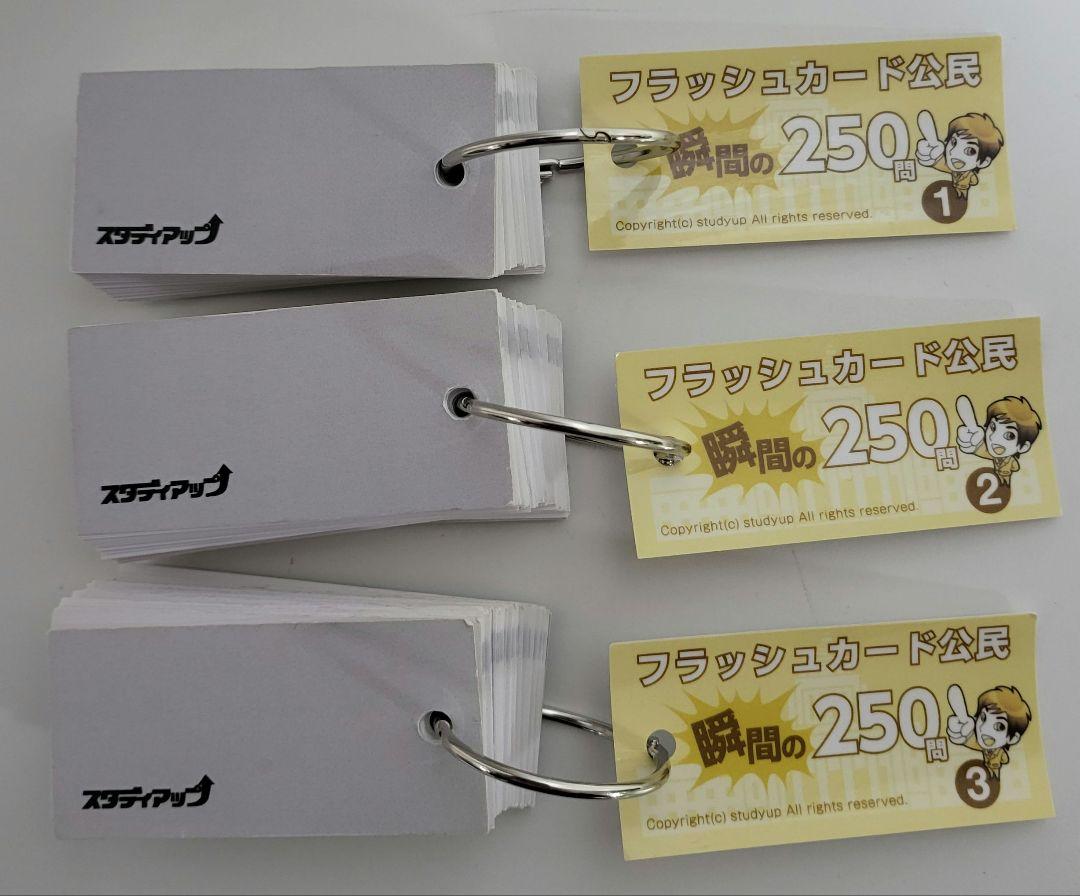 スタディアップ
フラッシュカード公民
瞬間の250問
1
Copyright(c) studyup All rights reserved.
スタディアップ
フラッシュカード公民
瞬間の250問
2
Copyright(c) studyup All rights reserved.
スタディアップ
フラッシュカード公民
瞬間の250問
3
Copyright(c) studyup All rights reserved.